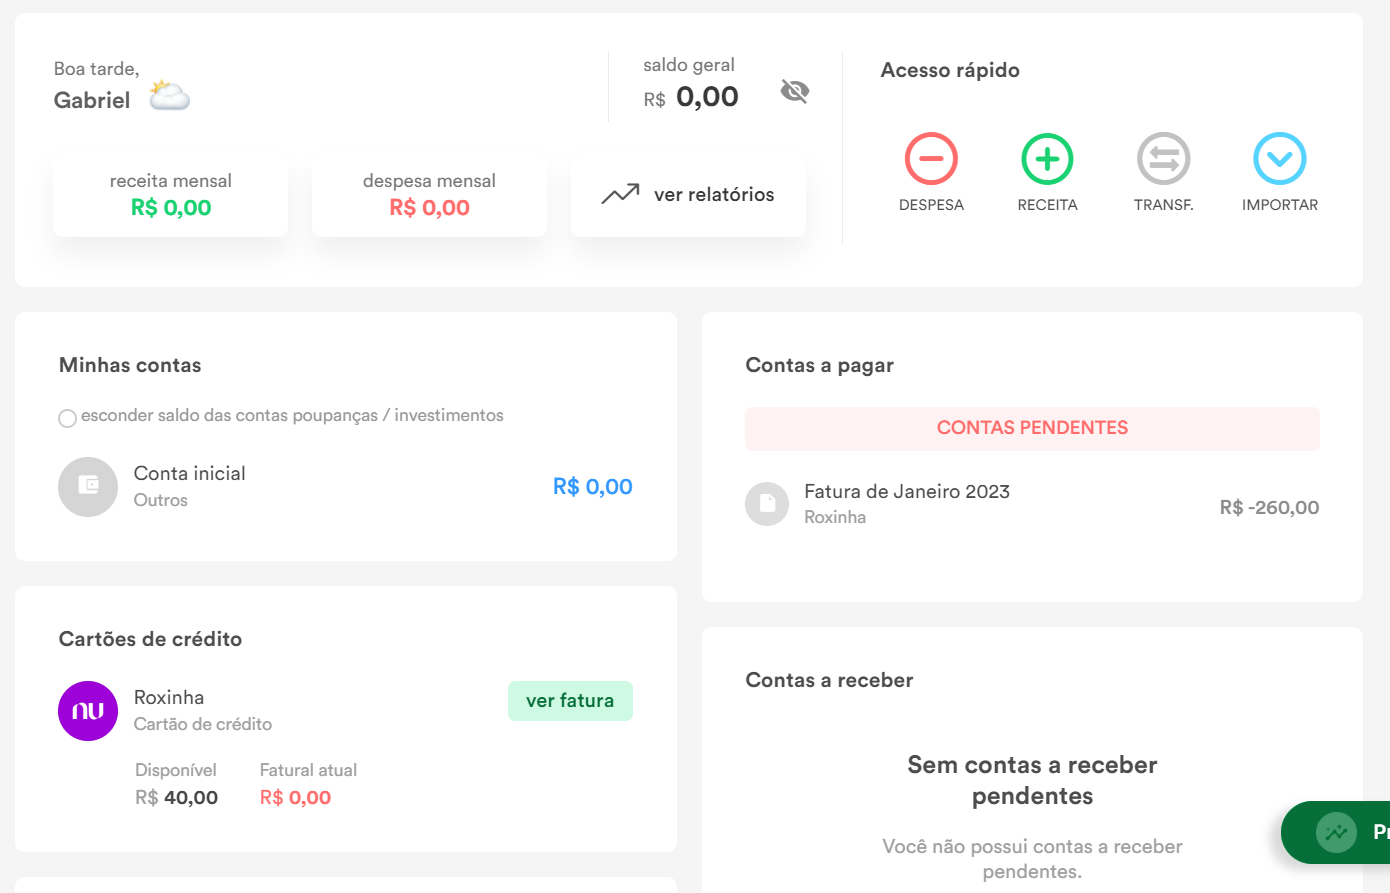 Boa tarde,
Gabriel
saldo geral
R$ 0,00
receita mensal
R$ 0,00
despesa mensal
R$ 0,00
ver relatórios
Acesso rápido
DESPESA
RECEITA
TRANSF.
IMPORTAR
Minhas contas
esconder saldo das contas poupanças / investimentos
Conta inicial
Outros
R$ 0,00
Cartões de crédito
nu
Roxinha
Cartão de crédito
ver fatura
Disponível
R$ 40,00
Fatural atual
R$ 0,00
Contas a pagar
CONTAS PENDENTES
Fatura de Janeiro 2023
Roxinha
R$ -260,00
Contas a receber
Sem contas a receber
pendentes
Você não possui contas a receber
pendentes.